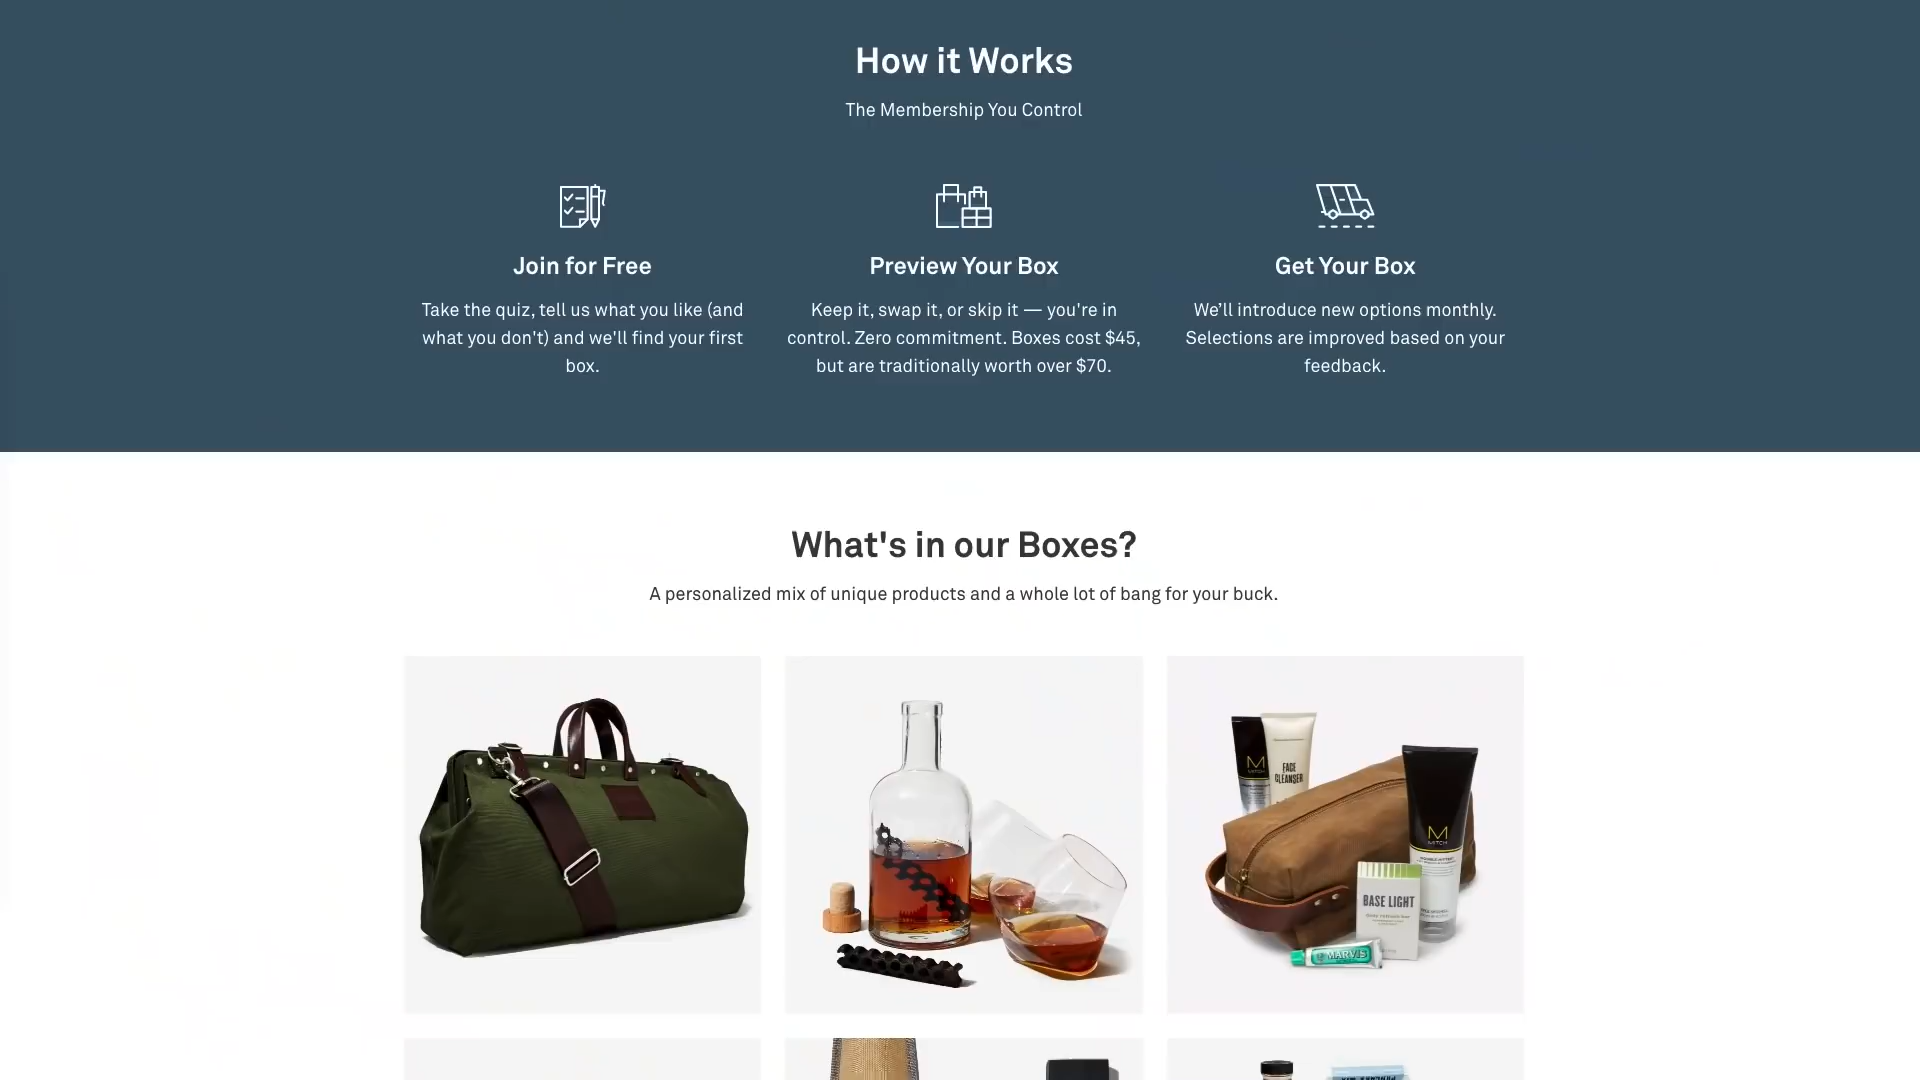 How it Works
The Membership You Control
Join for Free
Take the quiz, tell us what you like (and
what you don't) and we'll find your first
box.
Preview Your Box
Keep it, swap it, or skip it — you're in
control. Zero commitment. Boxes cost $45,
but are traditionally worth over $70.
Get Your Box
We’ll introduce new options monthly.
Selections are improved based on your
feedback.
What's in our Boxes?
A personalized mix of unique products and a whole lot of bang for your buck.
M
FACE
CLEANSER
M
MITCH
BASE LIGHT
MARVIS